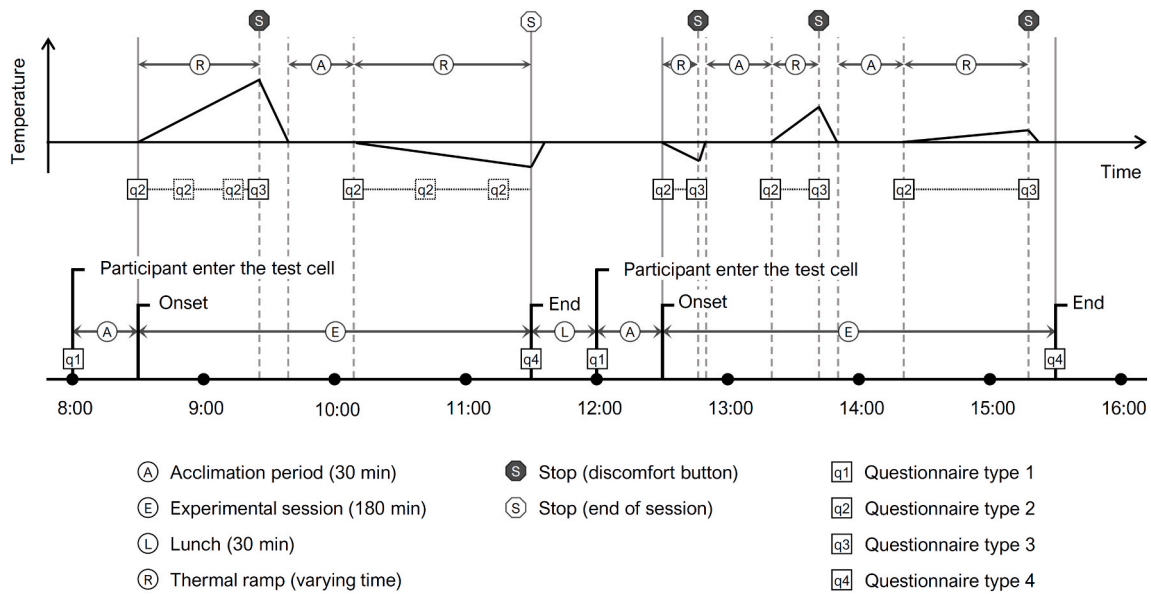 S S S S S
R A R R A R A R
Temperature
Time
q2 q2 q2 q3 q2 q2 q2 q2 q3 q2 q3 q2 q3
Participant enter the test cell Participant enter the test cell
Onset End Onset End
A E L A E
q1 q4 q1 q4
8:00 9:00 10:00 11:00 12:00 13:00 14:00 15:00 16:00
A Acclimation period (30 min)
E Experimental session (180 min)
L Lunch (30 min)
R Thermal ramp (varying time)
S Stop (discomfort button)
S Stop (end of session)
q1 Questionnaire type 1
q2 Questionnaire type 2
q3 Questionnaire type 3
q4 Questionnaire type 4